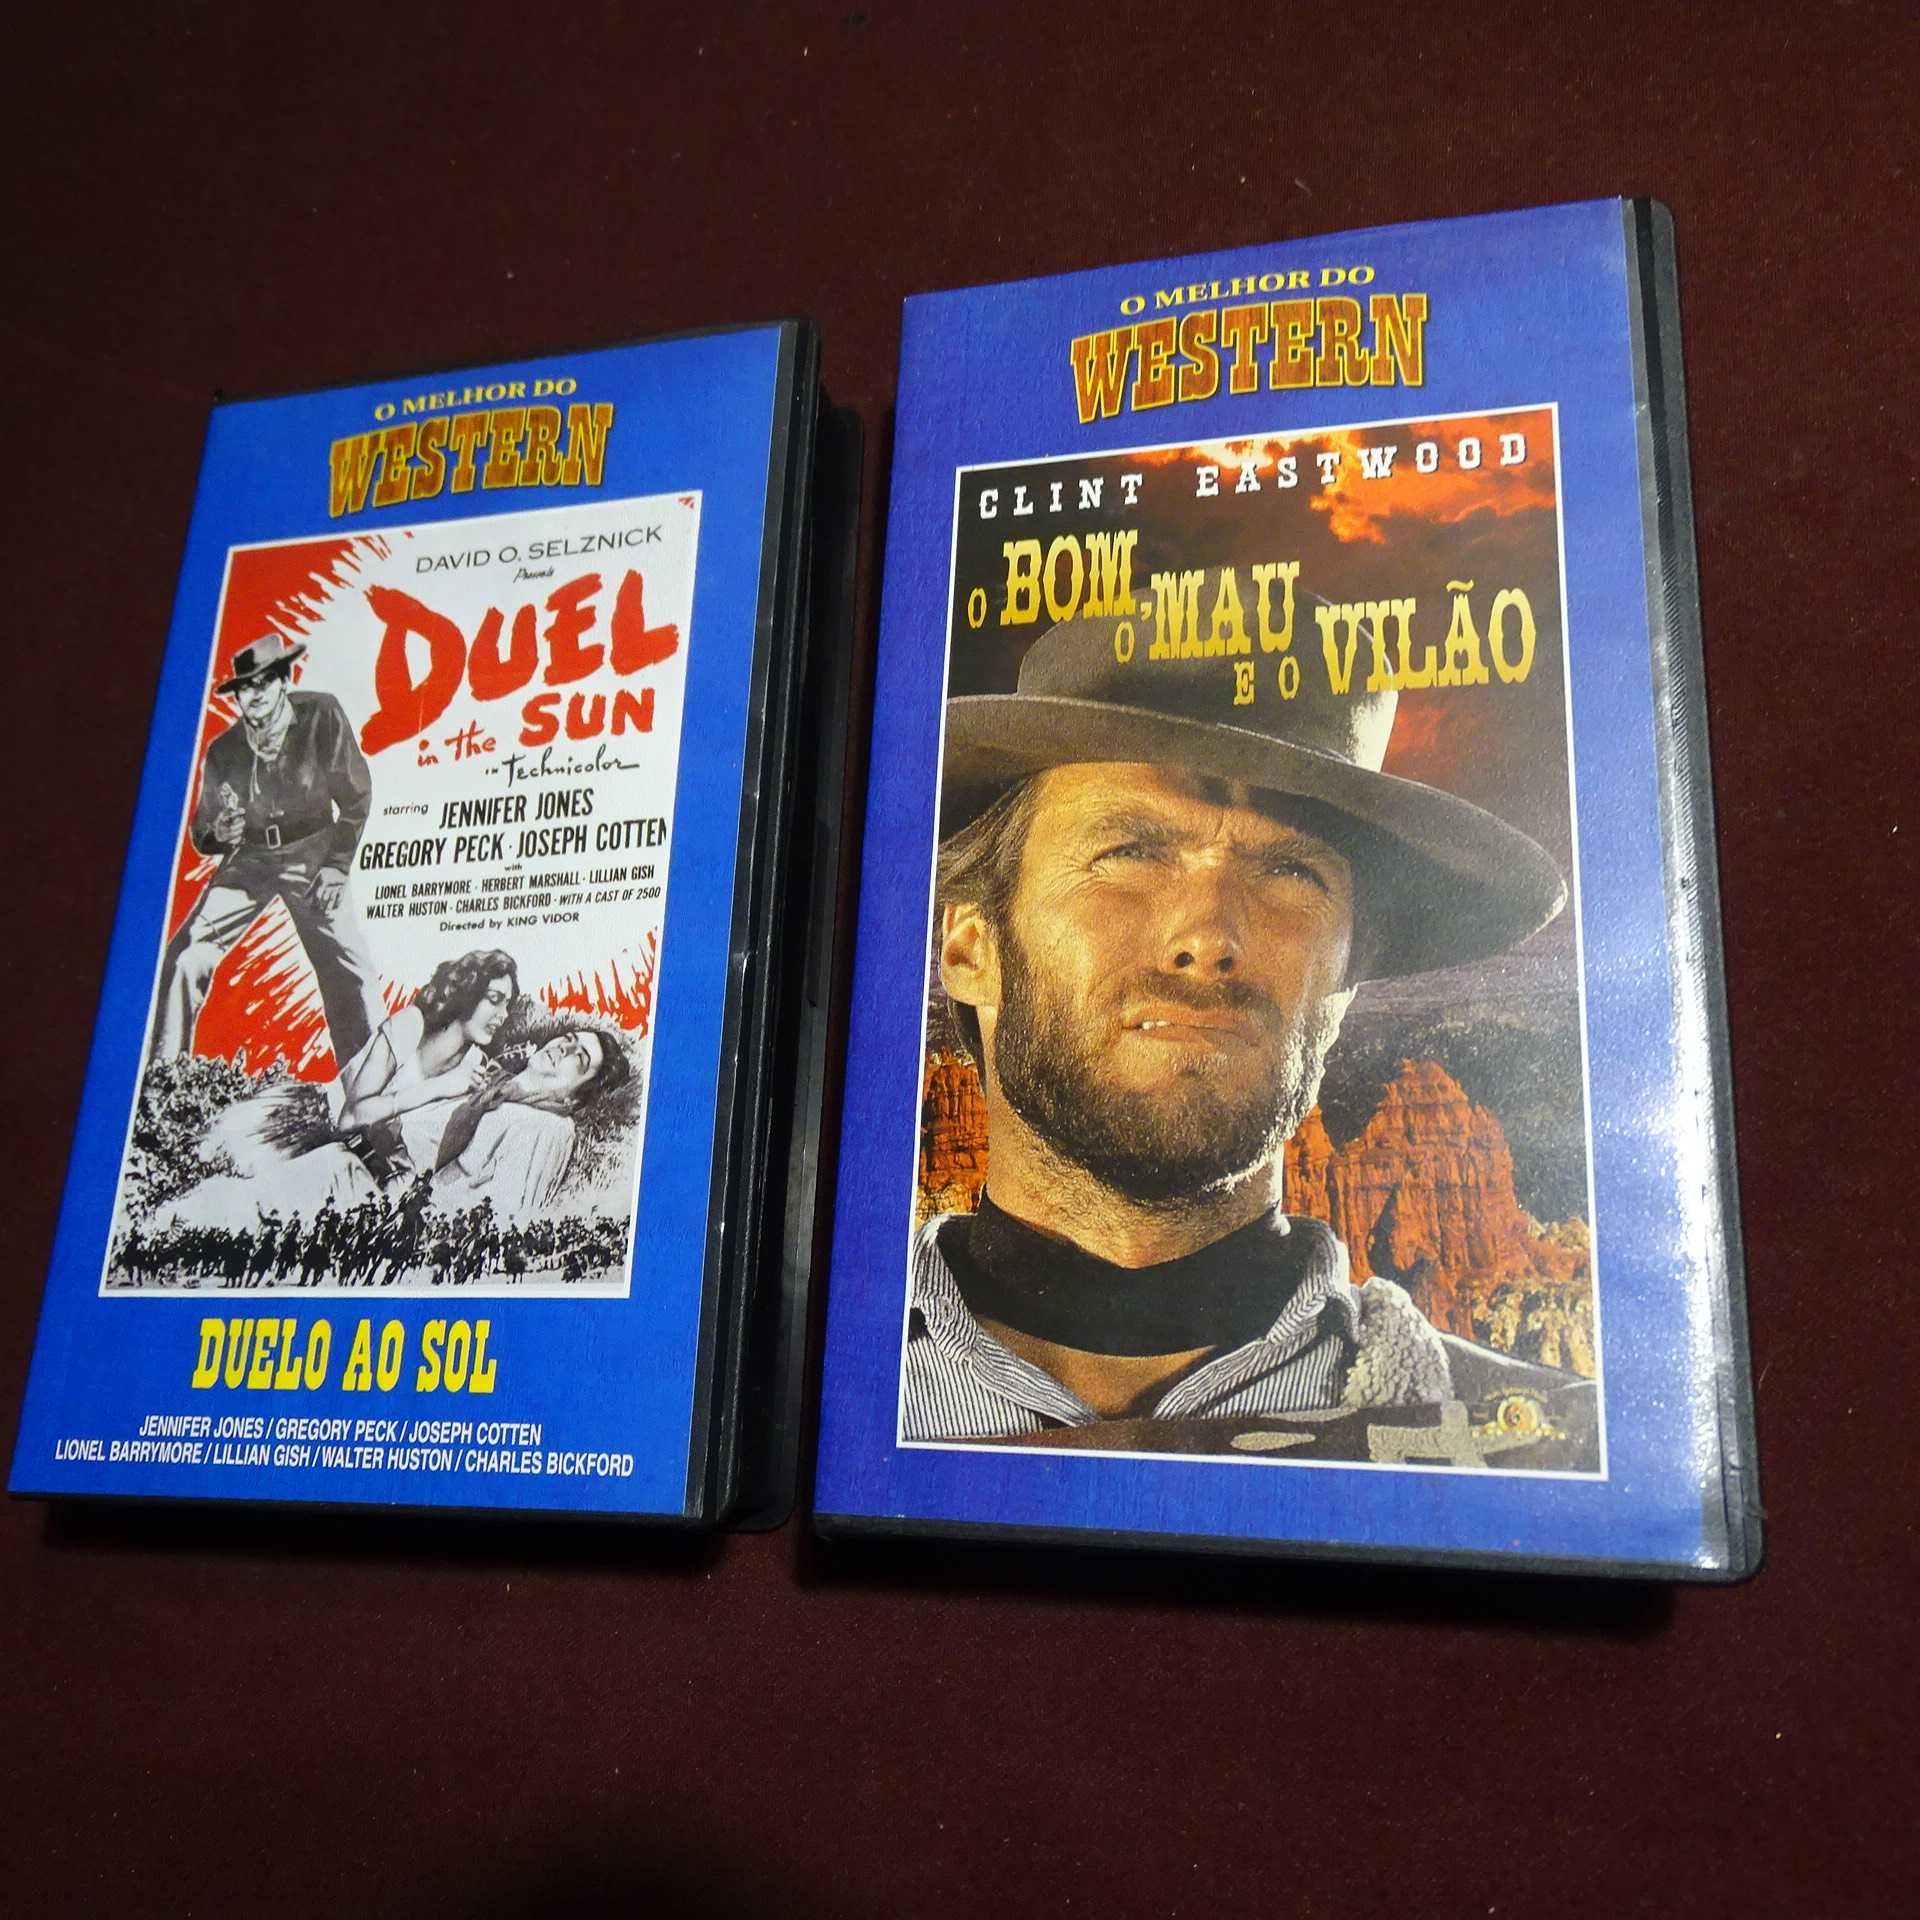 O MELHOR DO
WESTERN
DAVID O. SELZNICK
Presents
DUEL
in the SUN
in Technicolor
starring JENNIFER JONES
GREGORY PECK · JOSEPH COTTEN
with
LIONEL BARRYMORE · HERBERT MARSHALL · LILLIAN GISH
WALTER HUSTON · CHARLES BICKFORD · WITH A CAST OF 2500
Directed by KING VIDOR
DUELO AO SOL
JENNIFER JONES / GREGORY PECK / JOSEPH COTTEN
LIONEL BARRYMORE / LILLIAN GISH / WALTER HUSTON / CHARLES BICKFORD
O MELHOR DO
WESTERN
CLINT EASTWOOD
O BOM,
O MAU
E O VILÃO